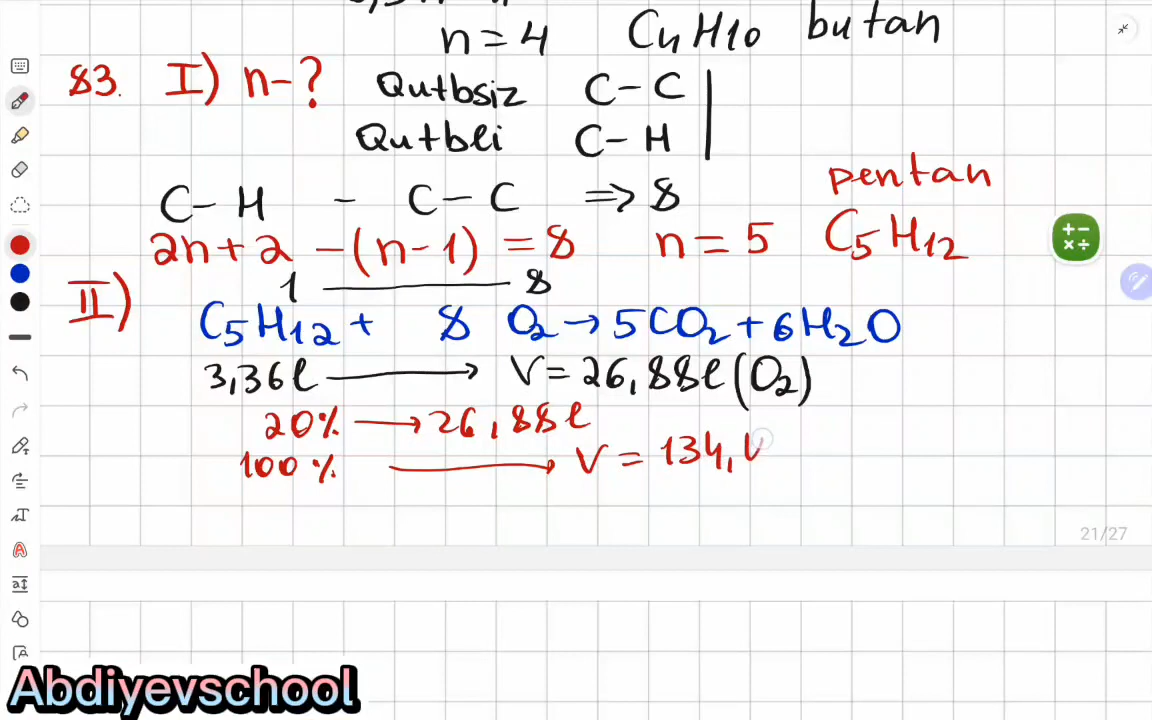 n = 4 C4H10 butan
83. I) n-? Qutbsiz C-C
Qutbli C-H
C-H - C-C => 8 pentan
2n+2 -(n-1) = 8 n = 5 C5H12
II) 1 8
C5H12 + 8 O2 → 5CO2 + 6H2O
3,36l → V = 26,88l (O2)
20% → 26,88l
100% → V = 134,
21/27
Abdiyevschool